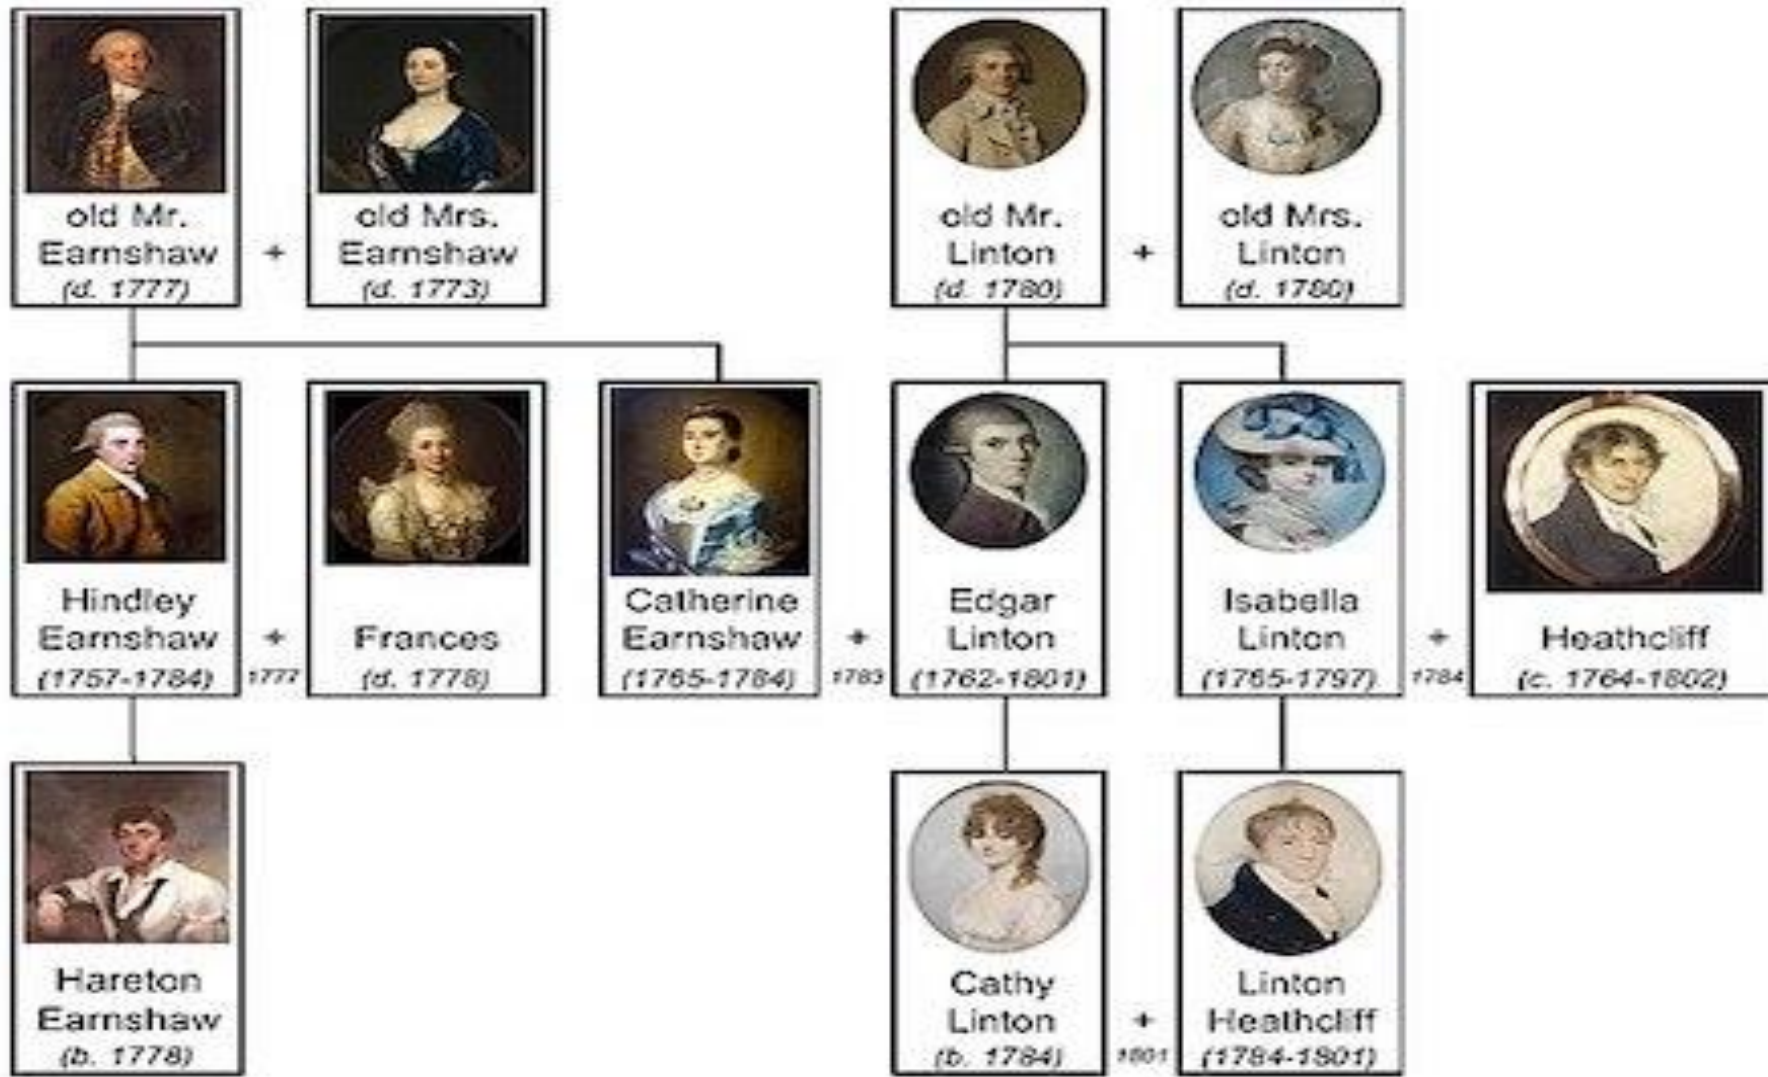 old Mr.
Earnshaw
(d. 1777)
+
old Mrs.
Earnshaw
(d. 1773)
old Mr.
Linton
(d. 1780)
+
old Mrs.
Linton
(d. 1780)
Hindley
Earnshaw
(1757-1784)
+
1777
Frances
(d. 1778)
Catherine
Earnshaw
(1765-1784)
+
1783
Edgar
Linton
(1762-1801)
Isabella
Linton
(1765-1797)
+
1784
Heathcliff
(c. 1764-1802)
Hareton
Earnshaw
(b. 1778)
Cathy
Linton
(b. 1784)
+
1801
Linton
Heathcliff
(1784-1801)